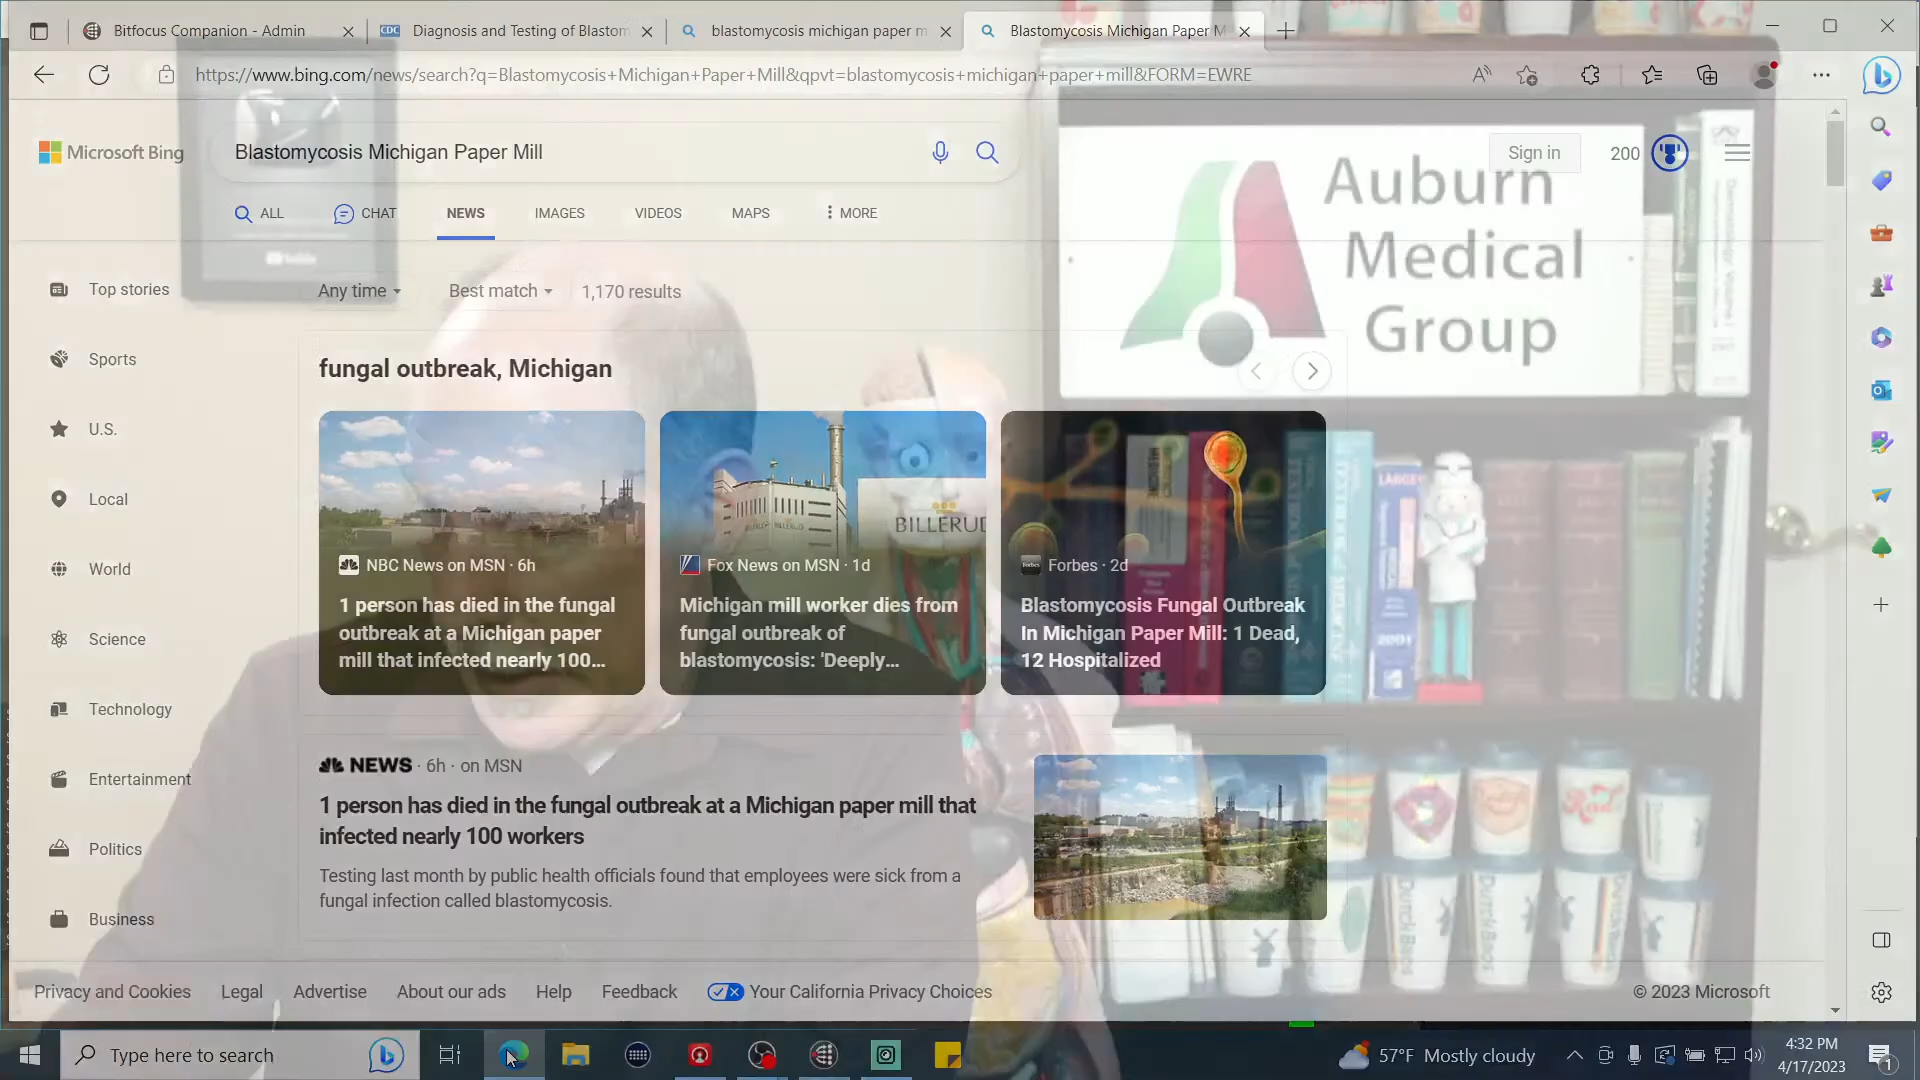 Bitfocus Companion - Admin
CDC
Diagnosis and Testing of Blastom
blastomycosis michigan paper m
Blastomycosis Michigan Paper M
https://www.bing.com/news/search?q=Blastomycosis+Michigan+Paper+Mill&qpvt=blastomycosis+michigan+paper+mill&FORM=EWRE
Microsoft Bing
Blastomycosis Michigan Paper Mill
Sign in
200
ALL
CHAT
NEWS
IMAGES
VIDEOS
MAPS
MORE
Auburn
Medical
Group
Top stories
Sports
U.S.
Local
World
Science
Technology
Entertainment
Politics
Business
Any time
Best match
1,170 results
fungal outbreak, Michigan
NBC News on MSN · 6h
1 person has died in the fungal
outbreak at a Michigan paper
mill that infected nearly 100...
BILLERUD
Fox News on MSN · 1d
Michigan mill worker dies from
fungal outbreak of
blastomycosis: 'Deeply...
Forbes · 2d
Blastomycosis Fungal Outbreak
In Michigan Paper Mill: 1 Dead,
12 Hospitalized
2001
NEWS · 6h · on MSN
1 person has died in the fungal outbreak at a Michigan paper mill that
infected nearly 100 workers
Testing last month by public health officials found that employees were sick from a
fungal infection called blastomycosis.
Dutch Bros
Dutch Bros
Dutch Bros
Privacy and Cookies
Legal
Advertise
About our ads
Help
Feedback
Your California Privacy Choices
© 2023 Microsoft
Type here to search
57°F Mostly cloudy
4:32 PM
4/17/2023
1